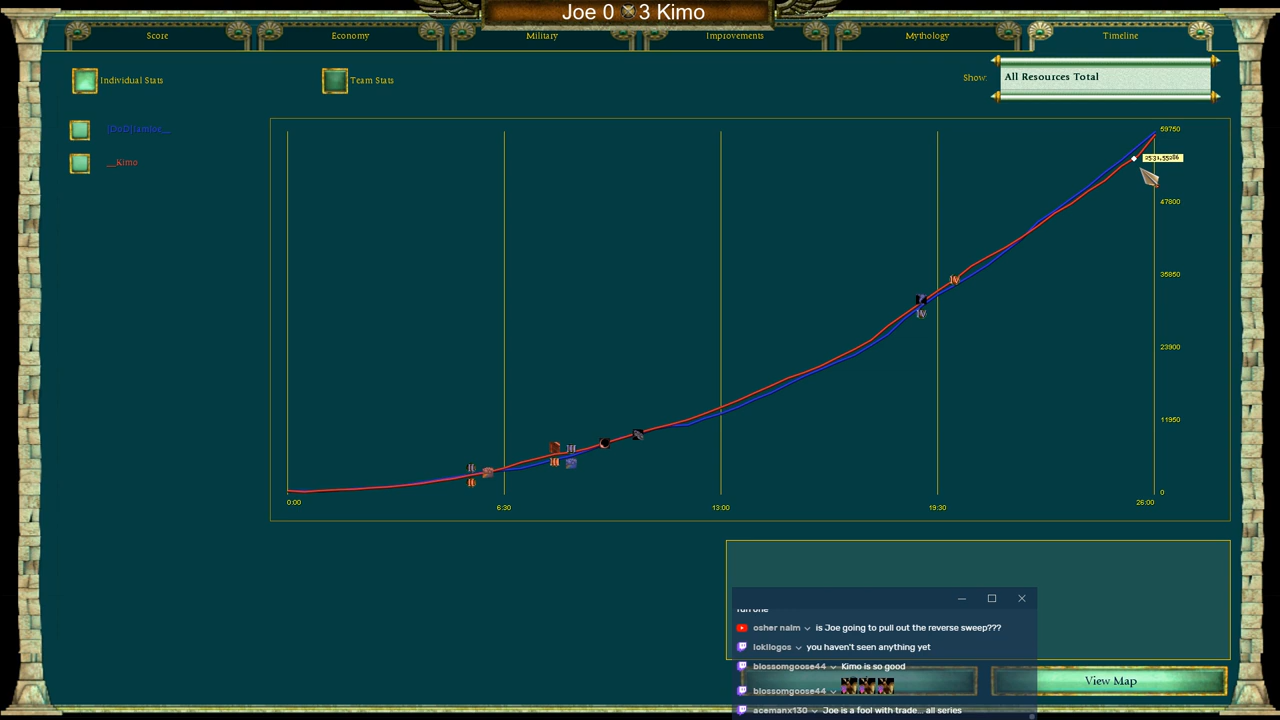 Joe 0 3 Kimo
Score
Economy
Military
Improvements
Mythology
Timeline
Individual Stats
Team Stats
Show:
All Resources Total
__Kimo
59750
47800
35850
23900
11950
0
0:00
6:30
13:00
19:30
26:00
osher naim is Joe going to pull out the reverse sweep???
lokilogos you haven't seen anything yet
blossomgoose44 Kimo is so good
blossomgoose44
acemanx130 Joe is a fool with trade... all series
View Map